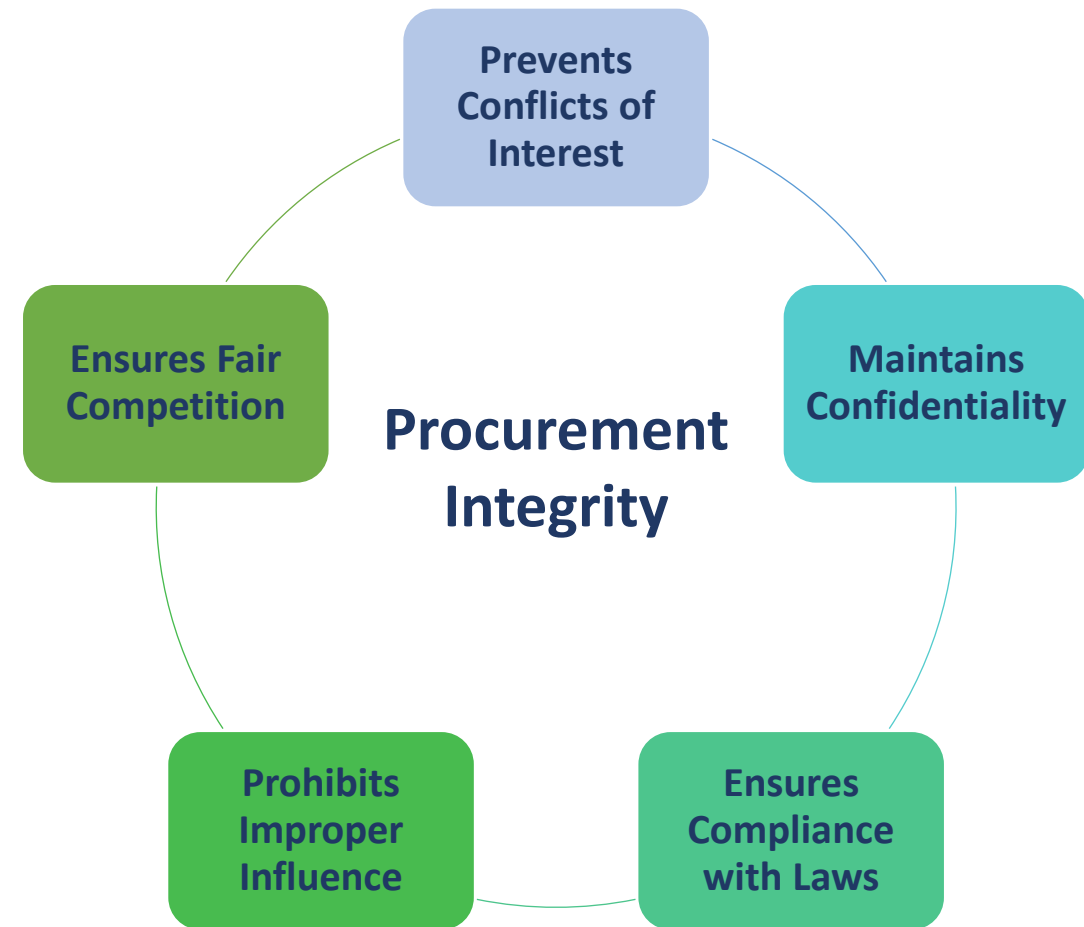 Prevents
Conflicts of
Interest
Maintains
Confidentiality
Ensures
Compliance
with Laws
Prohibits
Improper
Influence
Ensures Fair
Competition
Procurement
Integrity